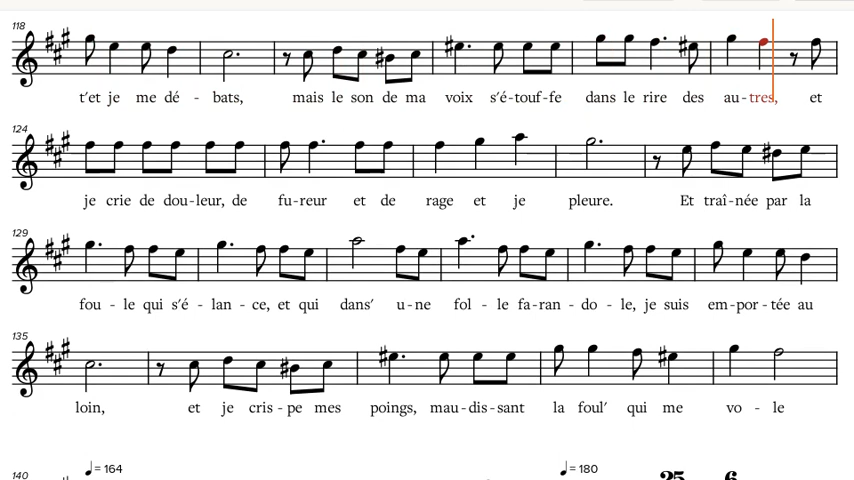 118
t'et je me dé - bats, mais le son de ma voix s'é-touf-fe dans le rire des au-tres, et
124
je crie de dou-leur, de fu-reur et de rage et je pleure. Et traî-née par la
129
fou - le qui s'é - lan - ce, et qui dans' u-ne fol - le fa-ran - do - le, je suis em-por-tée au
135
loin, et je cris-pe mes poings, mau-dis-sant la foul' qui me vo - le
140 = 164 = 180 25 6